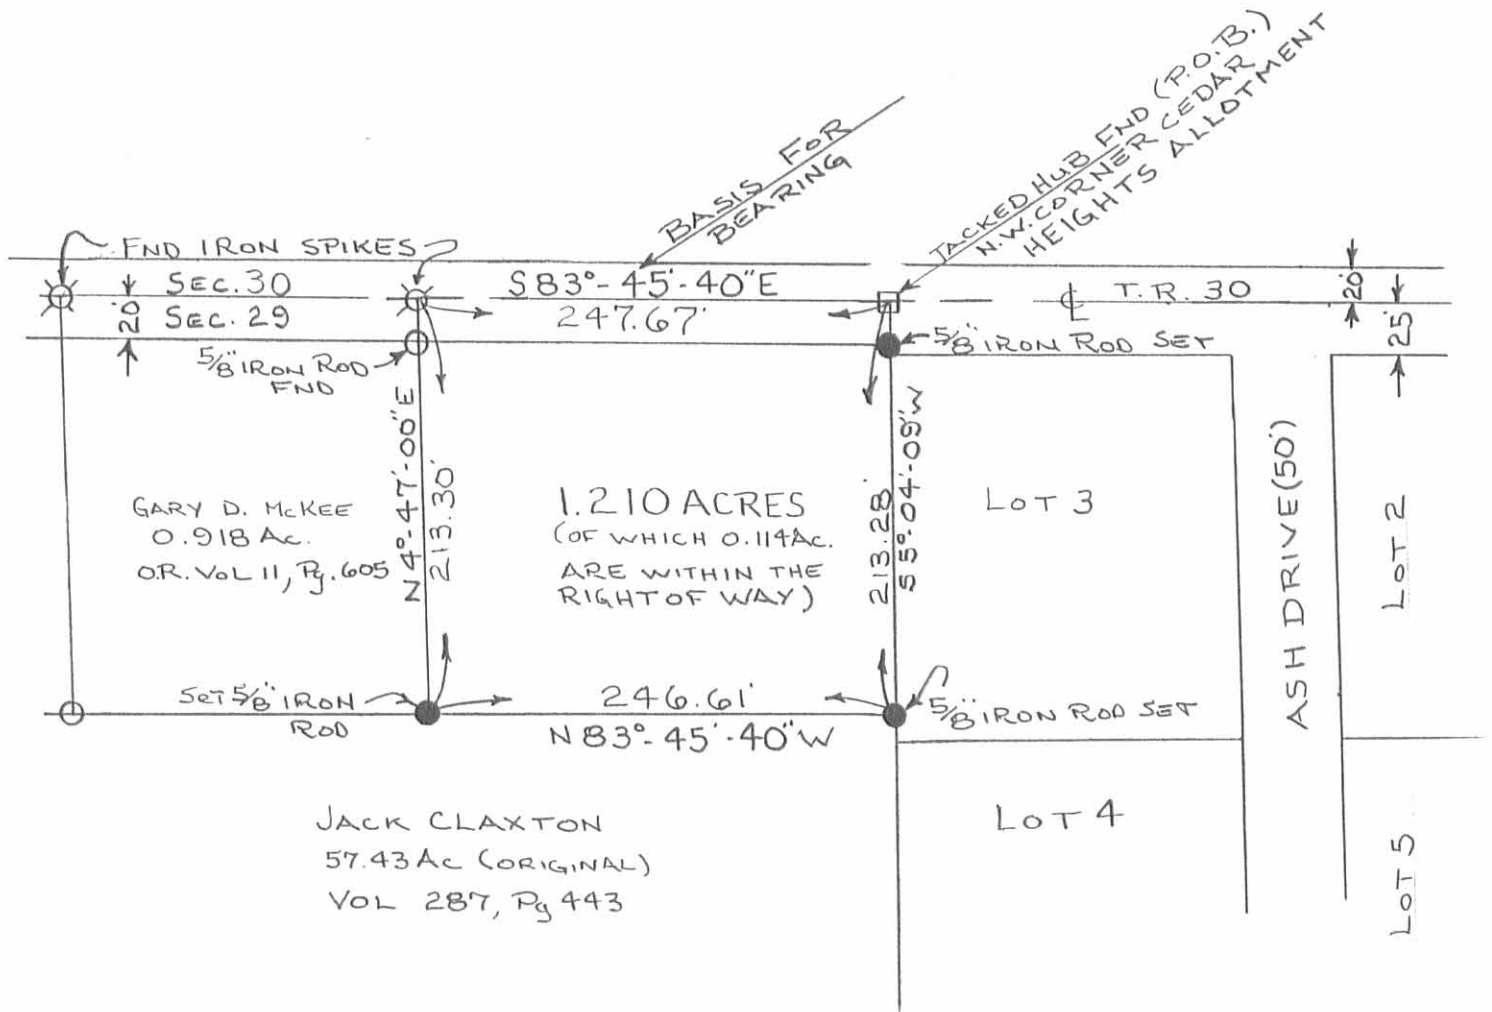 BASIS FOR
BEARING
TACKED HUB FND (P.O.B.)
N.W. CORNER CEDAR
HEIGHTS ALLOTMENT
FND IRON SPIKES
SEC. 30
S 83°-45'-40"E
T.R. 30
20'
20'
SEC. 29
247.67'
25'
5/8" IRON ROD
FND
5/8" IRON ROD SET
N 4°-47'-00"E
213.30'
213.28'
S 5°-04'-09"W
GARY D. McKEE
0.918 Ac.
O.R. VOL 11, Pg. 605
1.210 ACRES
(OF WHICH 0.114 Ac.
ARE WITHIN THE
RIGHT OF WAY)
LOT 3
ASH DRIVE (50')
LOT 2
SET 5/8" IRON
ROD
246.61'
N 83°-45'-40"W
5/8" IRON ROD SET
JACK CLAXTON
57.43 Ac (ORIGINAL)
VOL 287, Pg 443
LOT 4
LOT 5